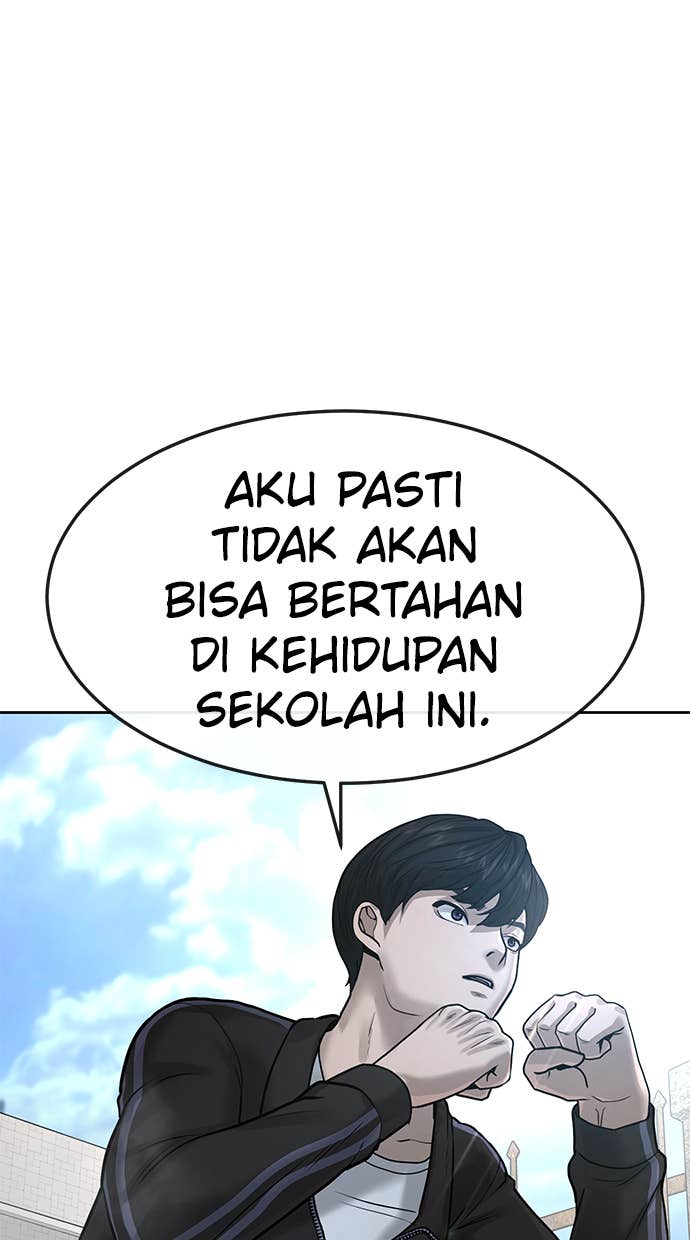 AKU PASTI
TIDAK AKAN
BISA BERTAHAN
DI KEHIDUPAN
SEKOLAH INI.